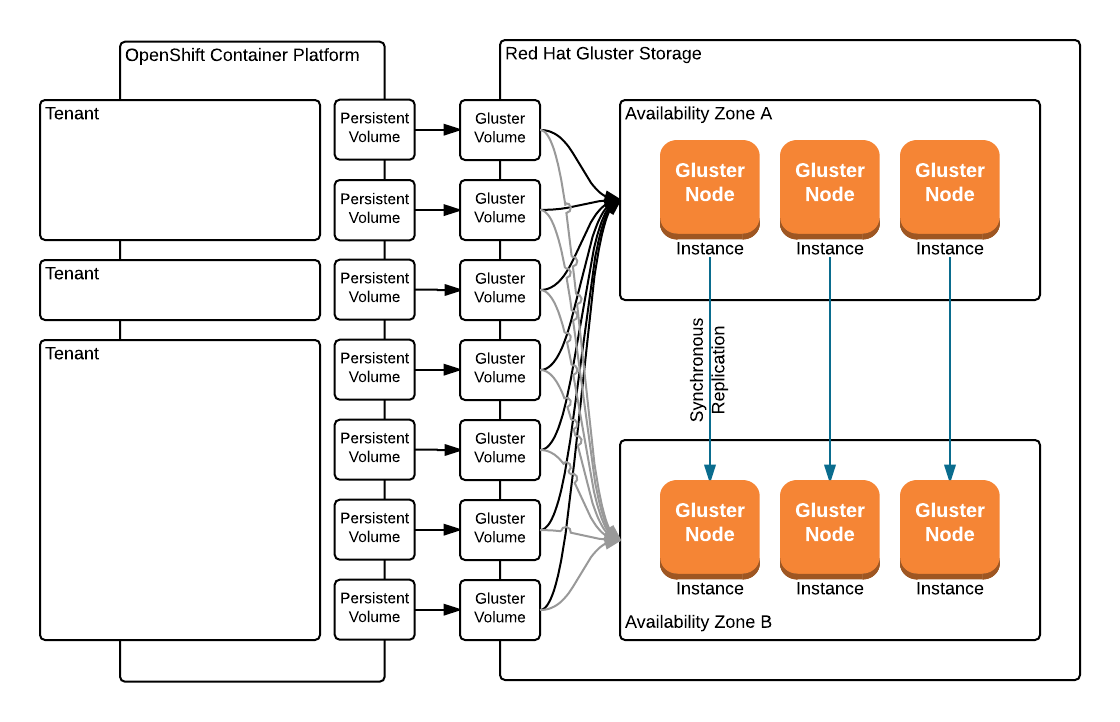 OpenShift Container Platform
Tenant
Tenant
Tenant
Persistent
Volume
Persistent
Volume
Persistent
Volume
Persistent
Volume
Persistent
Volume
Persistent
Volume
Persistent
Volume
Red Hat Gluster Storage
Gluster
Volume
Gluster
Volume
Gluster
Volume
Gluster
Volume
Gluster
Volume
Gluster
Volume
Gluster
Volume
Availability Zone A
Gluster
Node
Instance
Gluster
Node
Instance
Gluster
Node
Instance
Synchronous
Replication
Gluster
Node
Instance
Gluster
Node
Instance
Gluster
Node
Instance
Availability Zone B